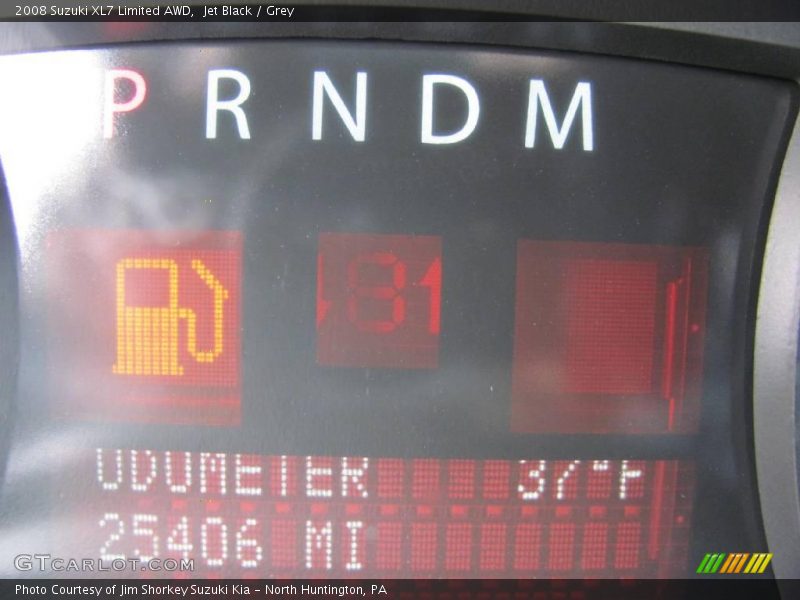 2008 Suzuki XL7 Limited AWD, Jet Black / Grey
P R N D M
ODOMETER 37°F
25406 MI
GTCARLOT.COM
Photo Courtesy of Jim Shorkey Suzuki Kia - North Huntington, PA